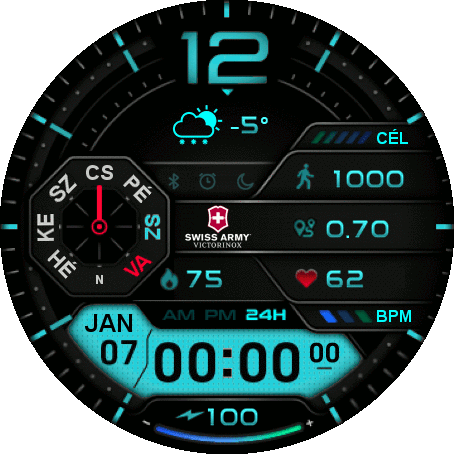 12
-5°
CÉL
1000
CS
PÉ
SZ
VA
N
HÉ
KE
SZ
SWISS ARMY
VICTORINOX
0.70
75
62
AM PM 24H
BPM
JAN
07
00:00 00
100
- +